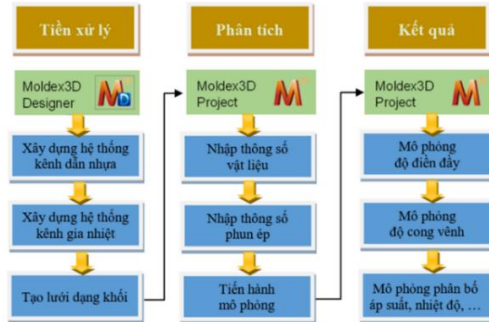 Tiền xử lý
Moldex3D
Designer
Xây dựng hệ thống
kênh dẫn nhựa
Xây dựng hệ thống
kênh gia nhiệt
Tạo lưới dạng khối
Phân tích
Moldex3D
Project
Nhập thông số
vật liệu
Nhập thông số
phun ép
Tiến hành
mô phỏng
Kết quả
Moldex3D
Project
Mô phỏng
độ điền đầy
Mô phỏng
độ cong vênh
Mô phỏng phân bố
áp suất, nhiệt độ, …